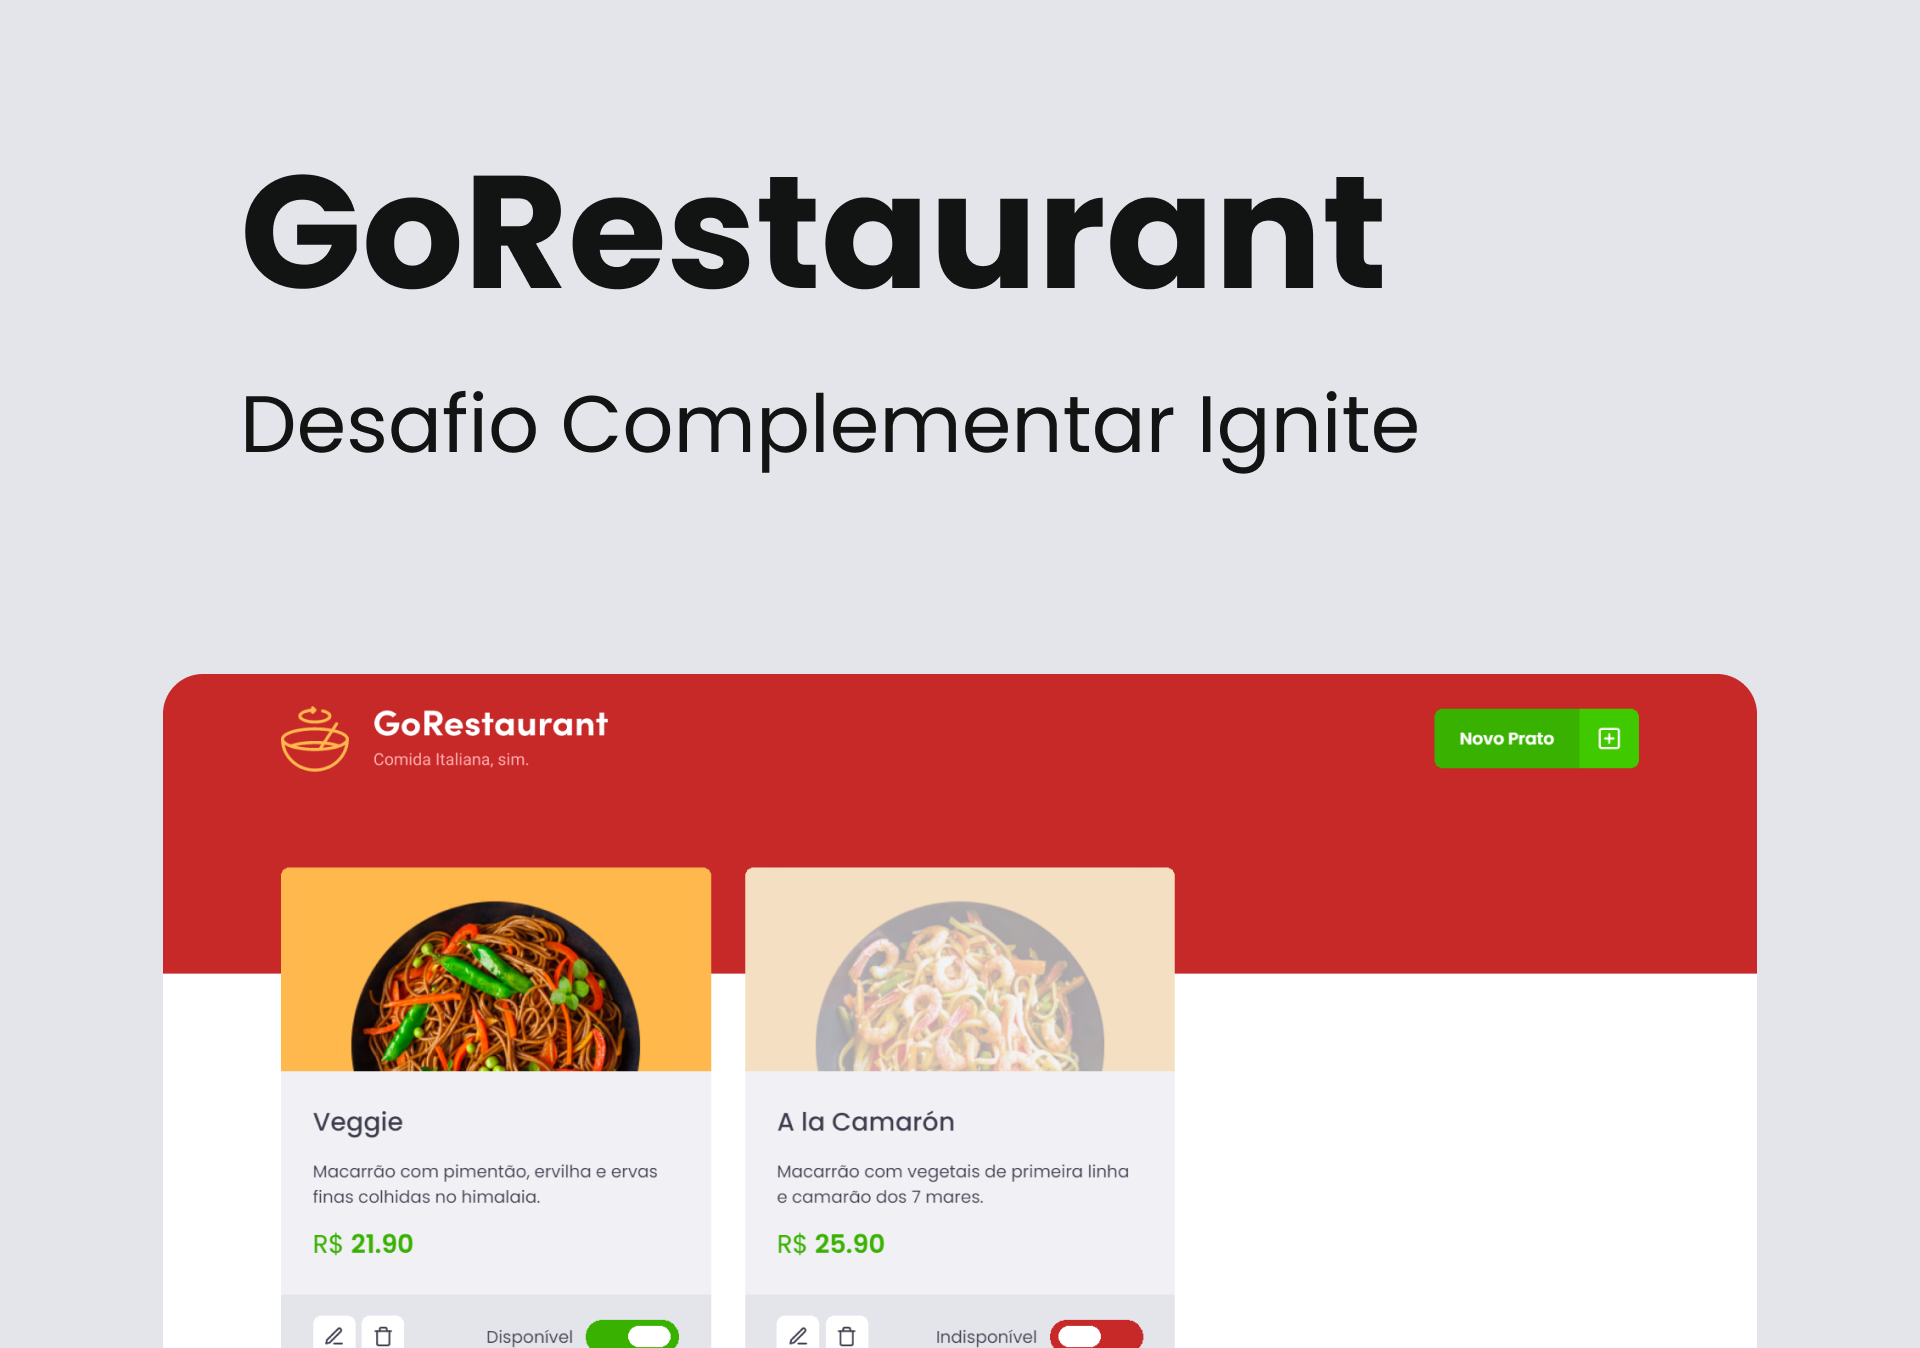 GoRestaurant
Desafio Complementar Ignite
GoRestaurant
Comida Italiana, sim.
Novo Prato
Veggie
Macarrão com pimentão, ervilha e ervas
finas colhidas no himalaia.
R$ 21.90
Disponível
A la Camarón
Macarrão com vegetais de primeira linha
e camarão dos 7 mares.
R$ 25.90
Indisponível